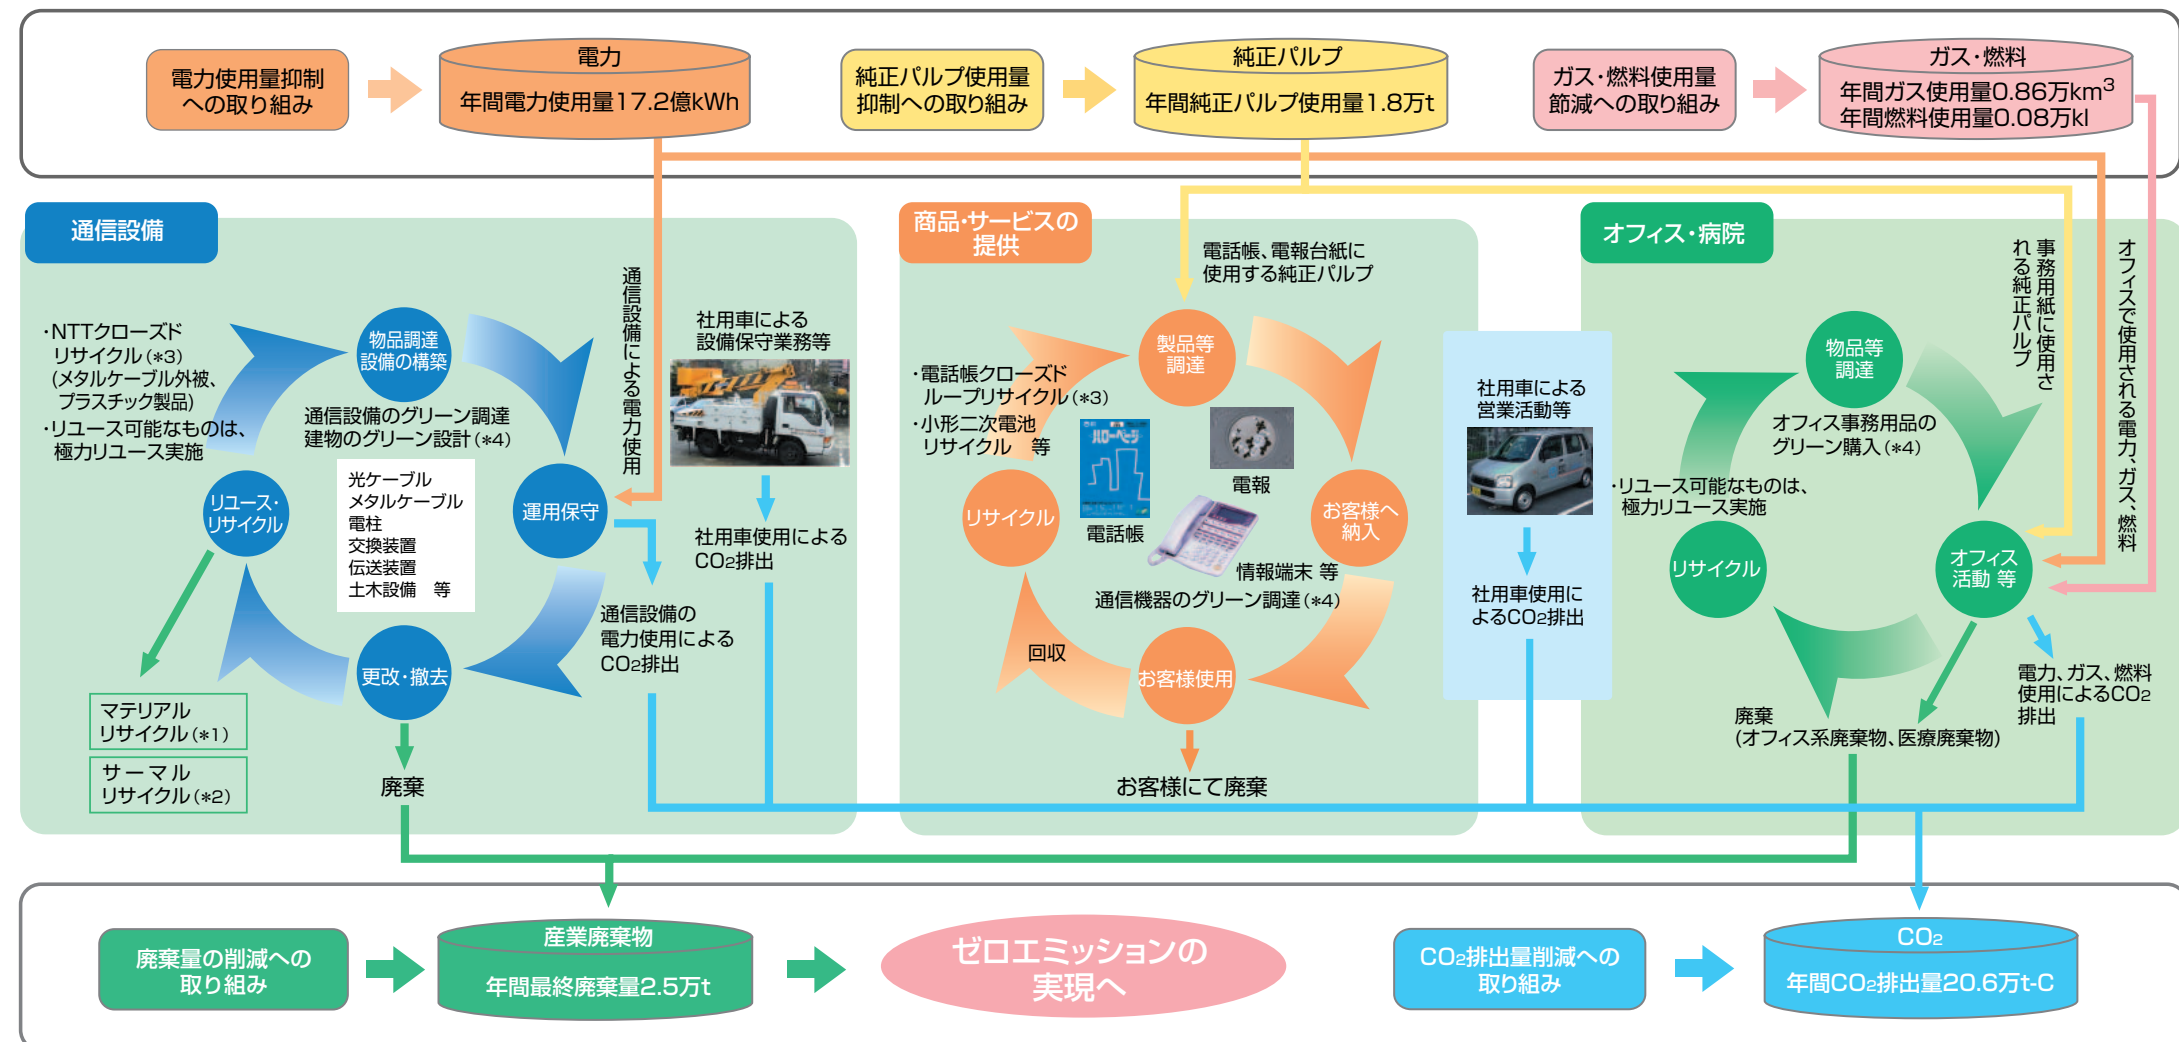 電力使用量抑制
への取り組み
電力
年間電力使用量17.2億kWh
純正パルプ使用量
抑制への取り組み
純正パルプ
年間純正パルプ使用量1.8万t
ガス・燃料使用量
節減への取り組み
ガス・燃料
年間ガス使用量0.86万km³
年間燃料使用量0.08万kl
通信設備
・NTTクローズド
リサイクル(*3)
(メタルケーブル外被、
プラスチック製品)
・リユース可能なものは、
極力リユース実施
物品調達
設備の構築
通信設備のグリーン調達
建物のグリーン設計(*4)
光ケーブル
メタルケーブル
電柱
交換装置
伝送装置
土木設備 等
リユース・
リサイクル
運用保守
更改・撤去
通信設備による電力使用
社用車による
設備保守業務等
社用車使用による
CO₂排出
通信設備の
電力使用による
CO₂排出
マテリアル
リサイクル(*1)
サーマル
リサイクル(*2)
廃棄
商品・サービスの
提供
電話帳、電報台紙に
使用する純正パルプ
製品等
調達
・電話帳クローズド
ループリサイクル(*3)
・小形二次電池
リサイクル 等
ハローページ
電報
電話帳
リサイクル
お客様へ
納入
情報端末 等
通信機器のグリーン調達(*4)
回収
お客様使用
お客様にて廃棄
社用車による
営業活動等
社用車使用に
よるCO₂排出
オフィス・病院
事務用紙に使用さ
れる純正パルプ
オフィスで使用される電力、ガス、燃料
物品等
調達
オフィス事務用品の
グリーン購入(*4)
・リユース可能なものは、
極力リユース実施
リサイクル
オフィス
活動 等
廃棄
(オフィス系廃棄物、医療廃棄物)
電力、ガス、燃料
使用によるCO₂
排出
廃棄量の削減への
取り組み
産業廃棄物
年間最終廃棄量2.5万t
ゼロエミッションの
実現へ
CO₂排出量削減への
取り組み
CO₂
年間CO₂排出量20.6万t-C